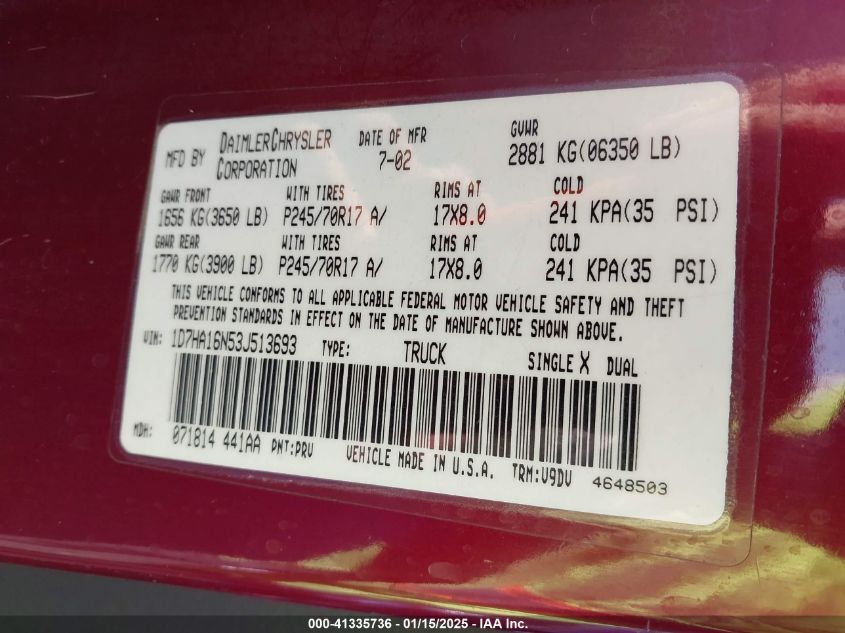 MFD BY DAIMLERCHRYSLER CORPORATION DATE OF MFR 7-02 GVWR 2881 KG(06350 LB)
GAWR FRONT WITH TIRES RIMS AT COLD
1656 KG(3650 LB) P245/70R17 A/ 17X8.0 241 KPA(35 PSI)
GAWR REAR WITH TIRES RIMS AT COLD
1770 KG(3900 LB) P245/70R17 A/ 17X8.0 241 KPA(35 PSI)
THIS VEHICLE CONFORMS TO ALL APPLICABLE FEDERAL MOTOR VEHICLE SAFETY AND THEFT
PREVENTION STANDARDS IN EFFECT ON THE DATE OF MANUFACTURE SHOWN ABOVE.
VIN: 1D7HA16N53J513693 TYPE: TRUCK SINGLE X DUAL
MDH: 071814 441AA PNT:PRV VEHICLE MADE IN U.S.A. TRM:V9DV 4648503
000-41335736 - 01/15/2025 - IAA Inc.